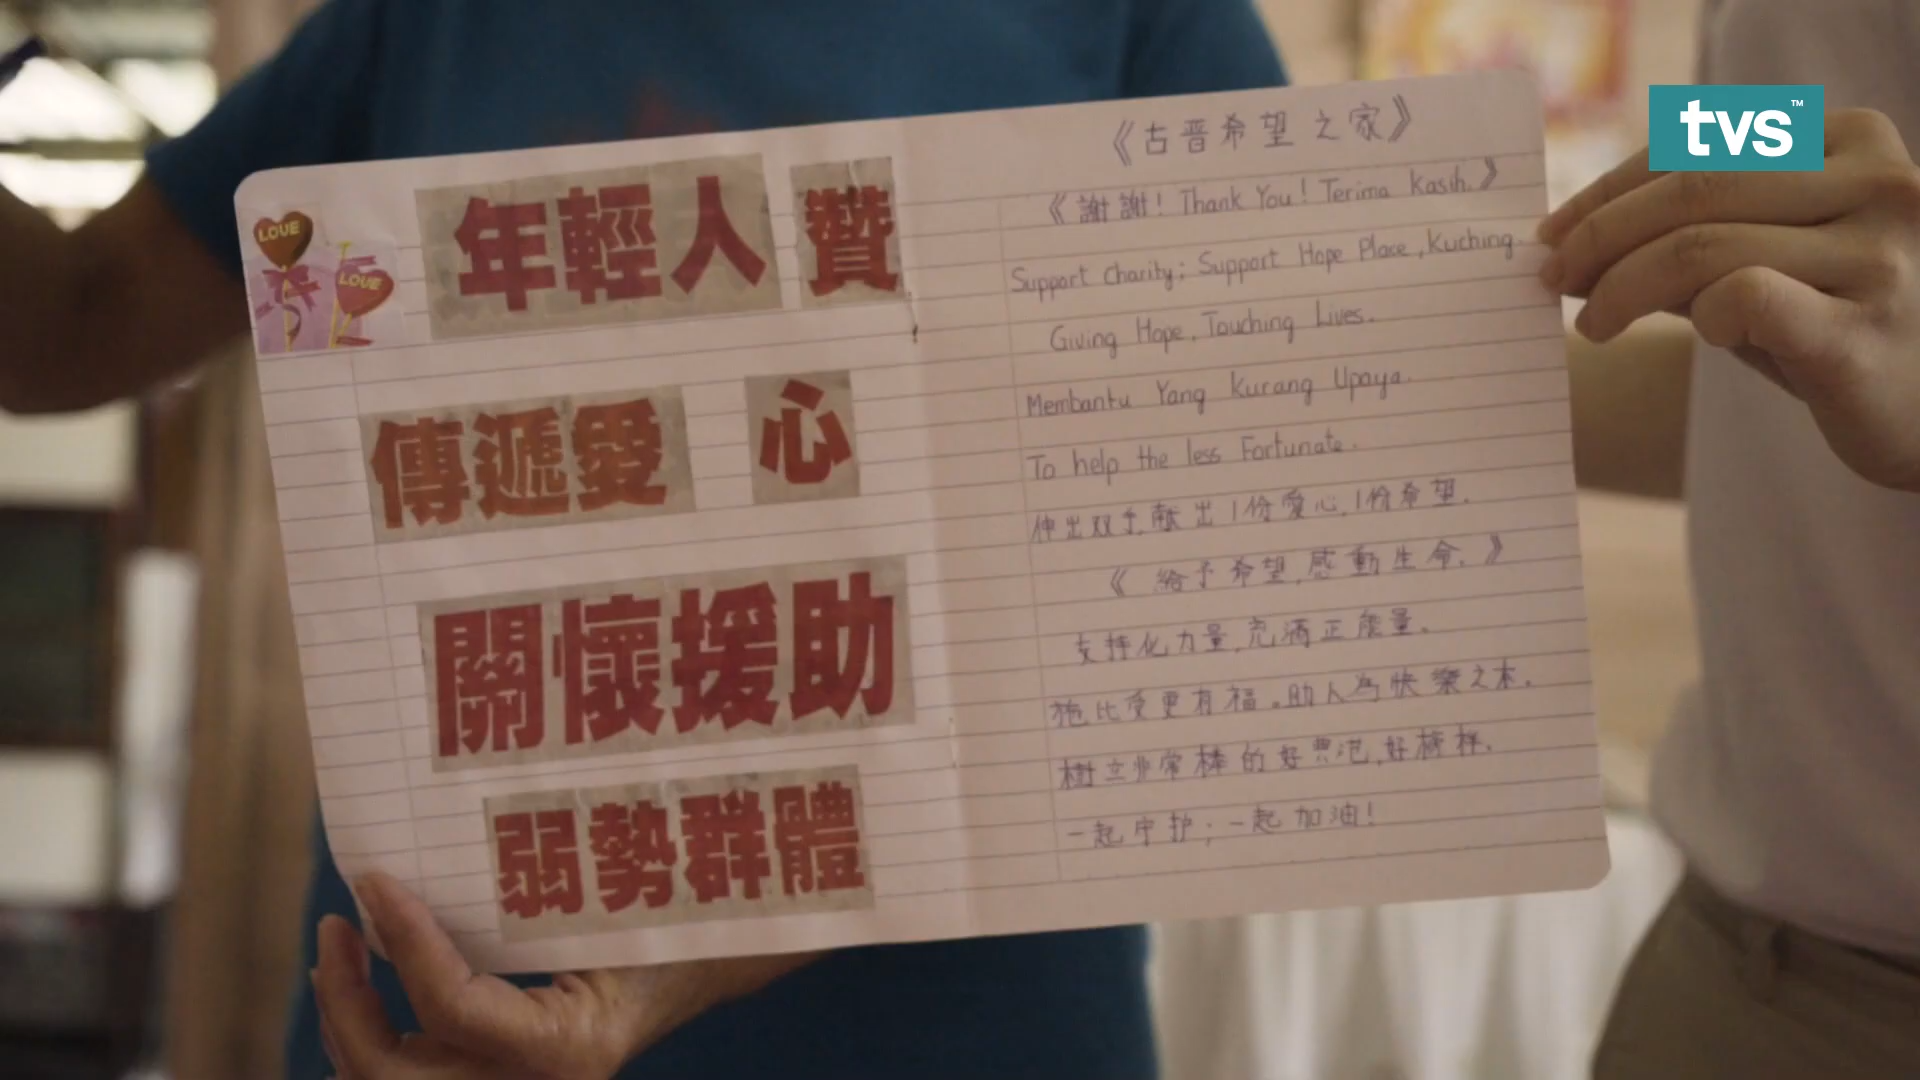 tvs™
LOVE
LOVE
年輕人 贊
傳遞愛 心
關懷援助
弱勢群體
《古晋希望之家》
《謝謝! Thank You! Terima Kasih.》
Support Charity; Support Hope Place, Kuching.
Giving Hope, Touching Lives.
Membantu Yang Kurang Upaya.
To help the less Fortunate.
伸出双手,献出1份愛心,1份希望.
《給予希望,感動生命.》
支持化力量,充滿正能量.
施比受更有福。助人為快樂之本.
樹立非常棒的好典范,好榜样.
一起守护;一起加油!